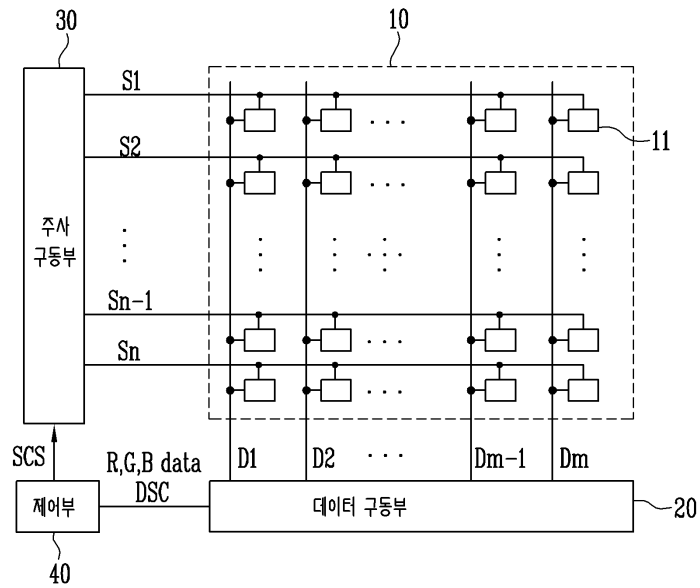 30
10
S1
11
S2
주사
구동부
Sn-1
Sn
SCS
R,G,B data
DSC
D1 D2 Dm-1 Dm
제어부
데이터 구동부
20
40